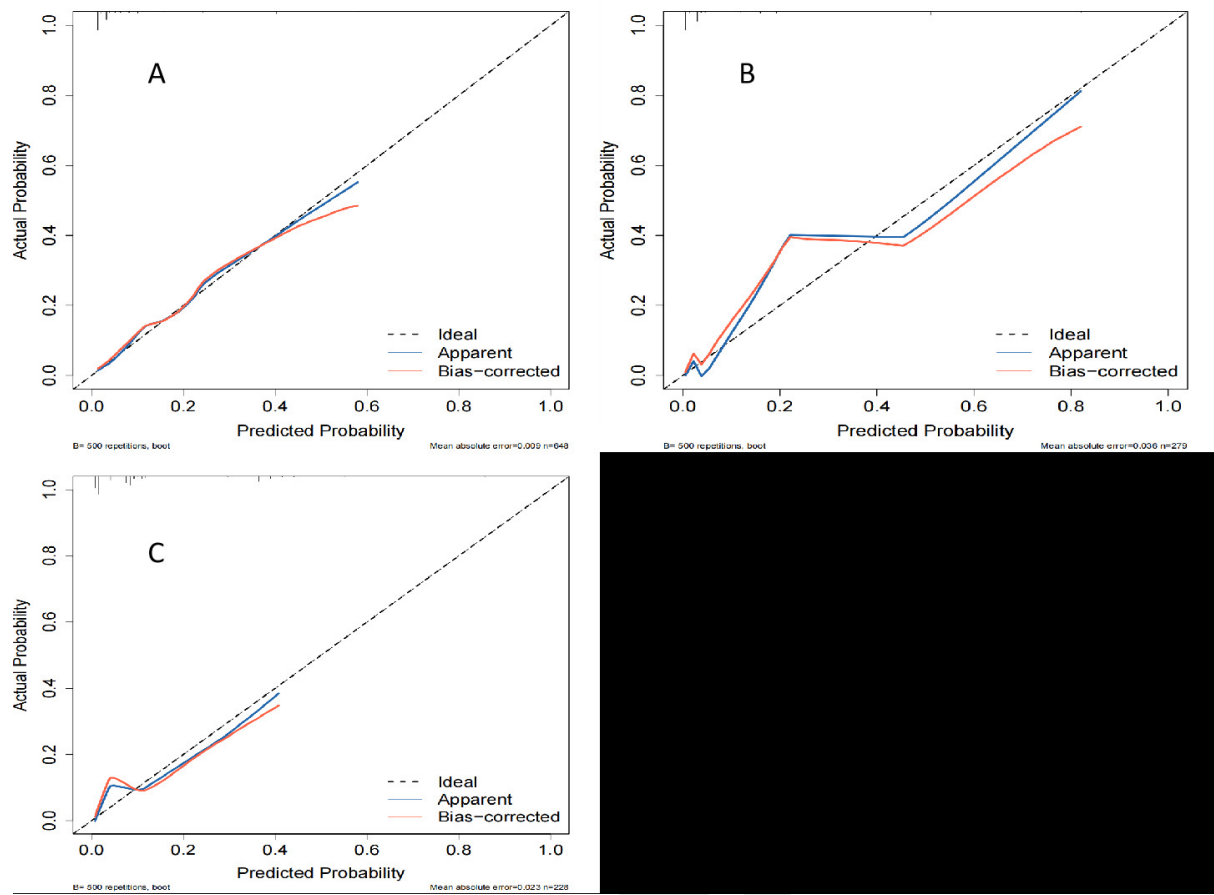 A
1.0
0.8
0.6
0.4
0.2
0.0
Actual Probability
Ideal
Apparent
Bias-corrected
0.0 0.2 0.4 0.6 0.8 1.0
Predicted Probability
B= 500 repetitions, boot Mean absolute error=0.009 n=648
B
1.0
0.8
0.6
0.4
0.2
0.0
Actual Probability
Ideal
Apparent
Bias-corrected
0.0 0.2 0.4 0.6 0.8 1.0
Predicted Probability
B= 500 repetitions, boot Mean absolute error=0.036 n=279
C
1.0
0.8
0.6
0.4
0.2
0.0
Actual Probability
Ideal
Apparent
Bias-corrected
0.0 0.2 0.4 0.6 0.8 1.0
Predicted Probability
B= 500 repetitions, boot Mean absolute error=0.023 n=228